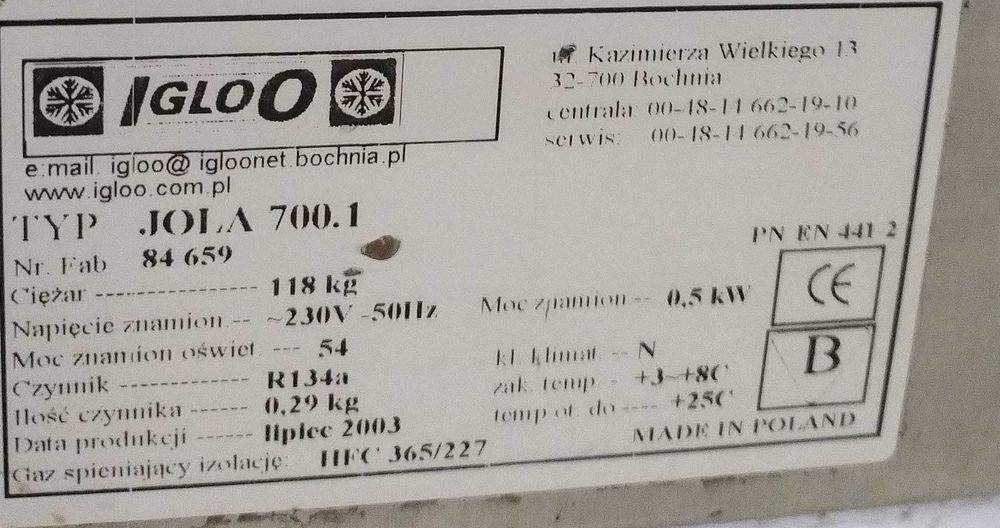 IGLOO
ul. Kazimierza Wielkiego 13
32-700 Bochnia
centrala: 00-48-14 662-19-10
serwis: 00-48-14 662-19-56
e:mail. igloo@igloonet.bochnia.pl
www.igloo.com.pl
TYP JOLA 700.1
Nr. Fab 84 659
PN EN 441 2
Ciężar ---------------- 118 kg
Napięcie znamion.-- ~230V -50Hz
Moc znamion -- 0,5 kW
CE
Moc znamion oświet. --- 54
kl. klimat. -- N
B
Czynnik ------------- R134a
zak. temp. - +3~+8C
Ilość czynnika ------ 0,29 kg
temp ot. do ---- +25C
Data produkcji ------ lipiec 2003
MADE IN POLAND
Gaz spieniający izolację: HFC 365/227